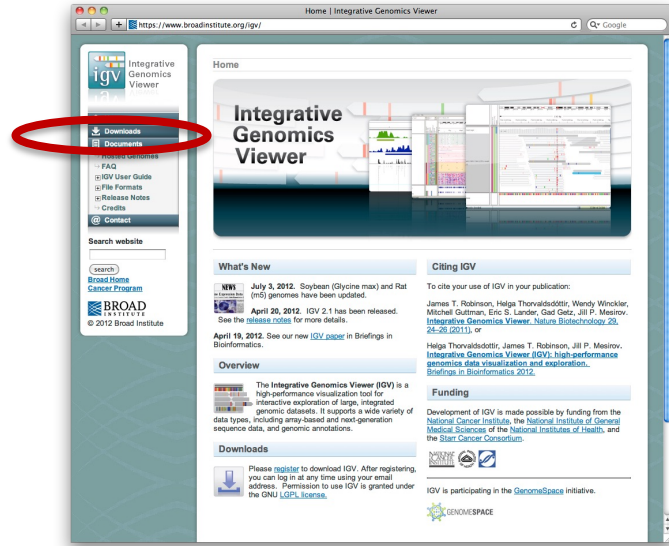 Home | Integrative Genomics Viewer
https://www.broadinstitute.org/igv/
Google
igv
Integrative
Genomics
Viewer
Downloads
Documents
Hosted Genomes
FAQ
IGV User Guide
File Formats
Release Notes
Credits
@ Contact
Search website
search
Broad Home
Cancer Program
BROAD
INSTITUTE
© 2012 Broad Institute
Home
Integrative
Genomics
Viewer
What's New
NEWS
July 3, 2012. Soybean (Glycine max) and Rat
(m5) genomes have been updated.
April 20, 2012. IGV 2.1 has been released.
See the release notes for more details.
April 19, 2012. See our new IGV paper in Briefings in
Bioinformatics.
Overview
The Integrative Genomics Viewer (IGV) is a
high-performance visualization tool for
interactive exploration of large, integrated
genomic datasets. It supports a wide variety of
data types, including array-based and next-generation
sequence data, and genomic annotations.
Downloads
Please register to download IGV. After registering,
you can log in at any time using your email
address. Permission to use IGV is granted under
the GNU LGPL license.
Citing IGV
To cite your use of IGV in your publication:
James T. Robinson, Helga Thorvaldsdóttir, Wendy Winckler,
Mitchell Guttman, Eric S. Lander, Gad Getz, Jill P. Mesirov.
Integrative Genomics Viewer. Nature Biotechnology 29,
24–26 (2011), or
Helga Thorvaldsdottir, James T. Robinson, Jill P. Mesirov.
Integrative Genomics Viewer (IGV): high-performance
genomics data visualization and exploration.
Briefings in Bioinformatics 2012.
Funding
Development of IGV is made possible by funding from the
National Cancer Institute, the National Institute of General
Medical Sciences of the National Institutes of Health, and
the Starr Cancer Consortium.
NATIONAL
CANCER
INSTITUTE
IGV is participating in the GenomeSpace initiative.
GENOMESPACE